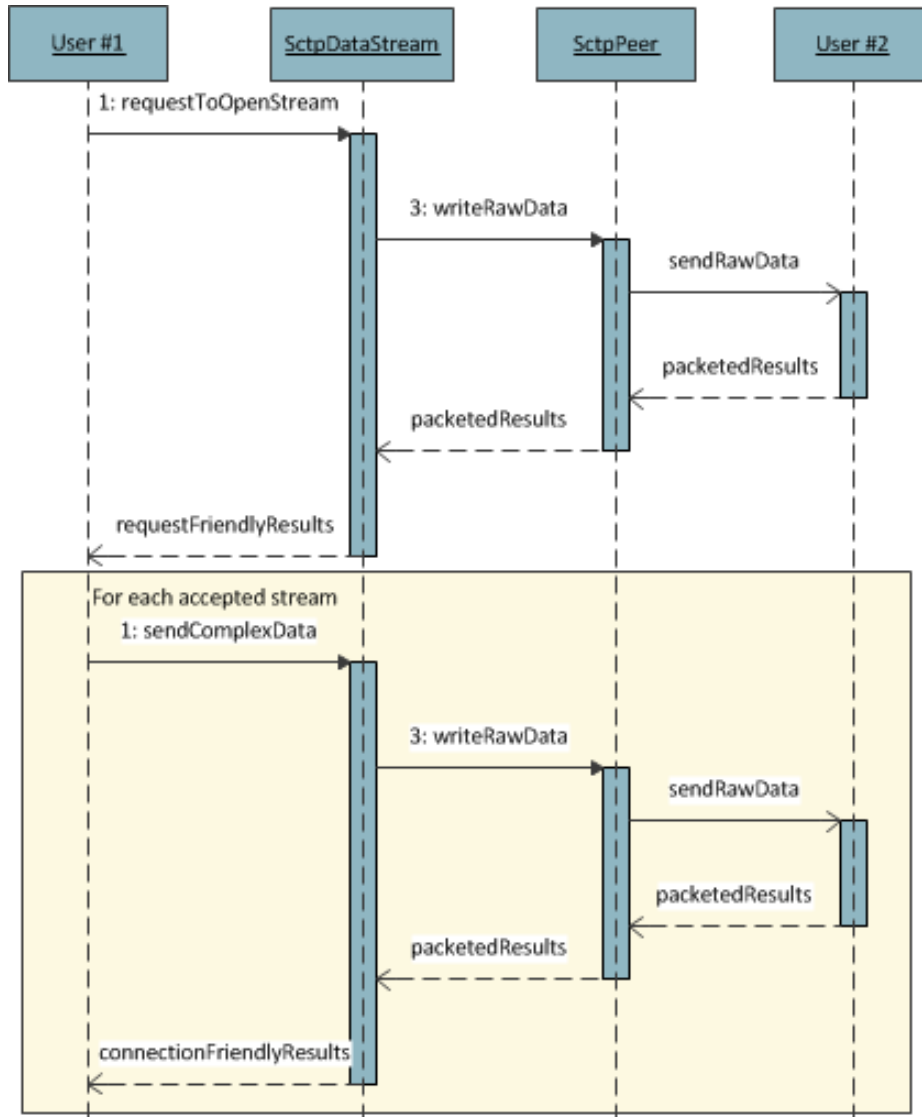 User #1
SctpDataStream
SctpPeer
User #2
1: requestToOpenStream
3: writeRawData
sendRawData
packetedResults
packetedResults
requestFriendlyResults
For each accepted stream
1: sendComplexData
3: writeRawData
sendRawData
packetedResults
packetedResults
connectionFriendlyResults